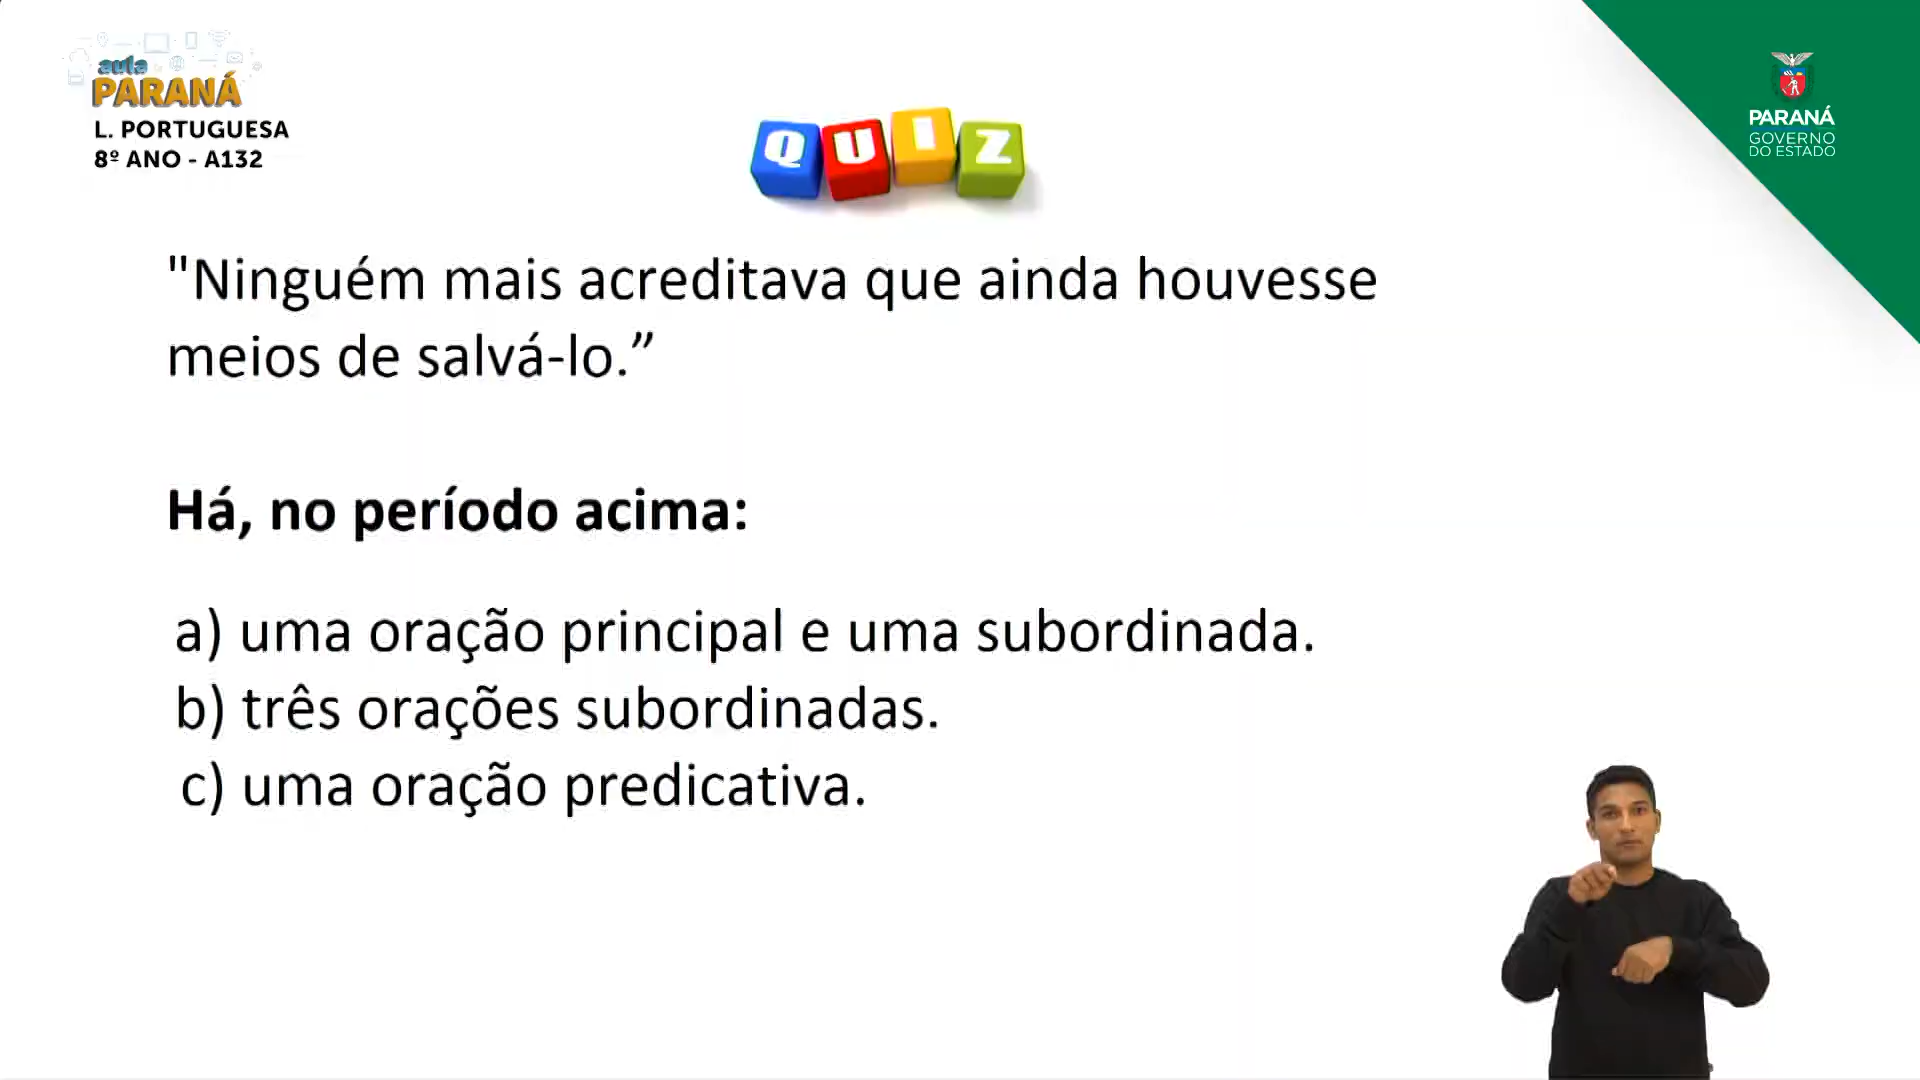 aula
PARANÁ
L. PORTUGUESA
8º ANO - A132
QUIZ
PARANÁ
GOVERNO
DO ESTADO
"Ninguém mais acreditava que ainda houvesse
meios de salvá-lo.”
Há, no período acima:
a) uma oração principal e uma subordinada.
b) três orações subordinadas.
c) uma oração predicativa.